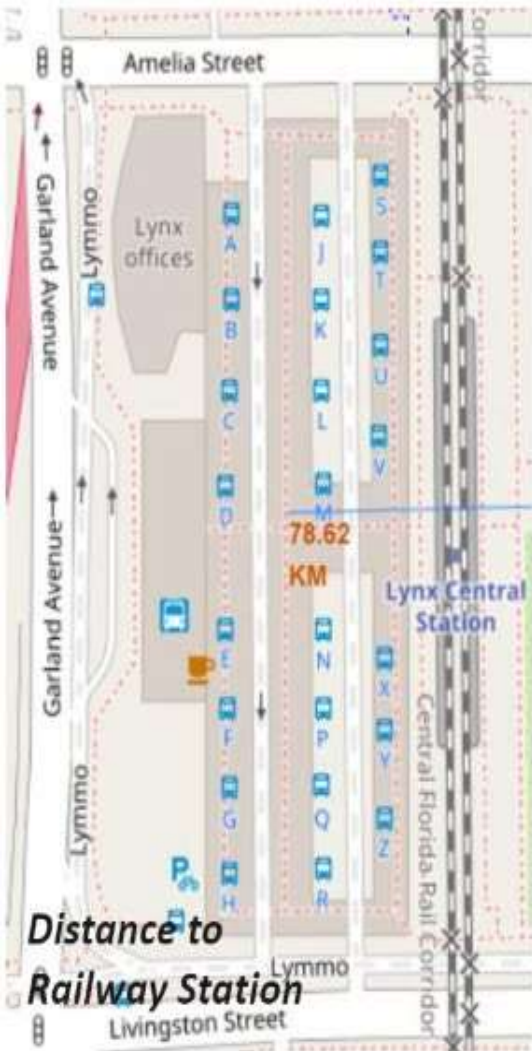 Amelia Street
orridor
Garland Avenue
Lymmo
Lynx
offices
A
B
C
D
E
F
G
H
J
K
L
M
N
P
Q
R
S
T
U
V
X
Y
Z
78.62
KM
Lynx Central
Station
Garland Avenue
Central Florida Rail Corridor
Lymmo
P
Distance to
Railway Station
Lymmo
Livingston Street